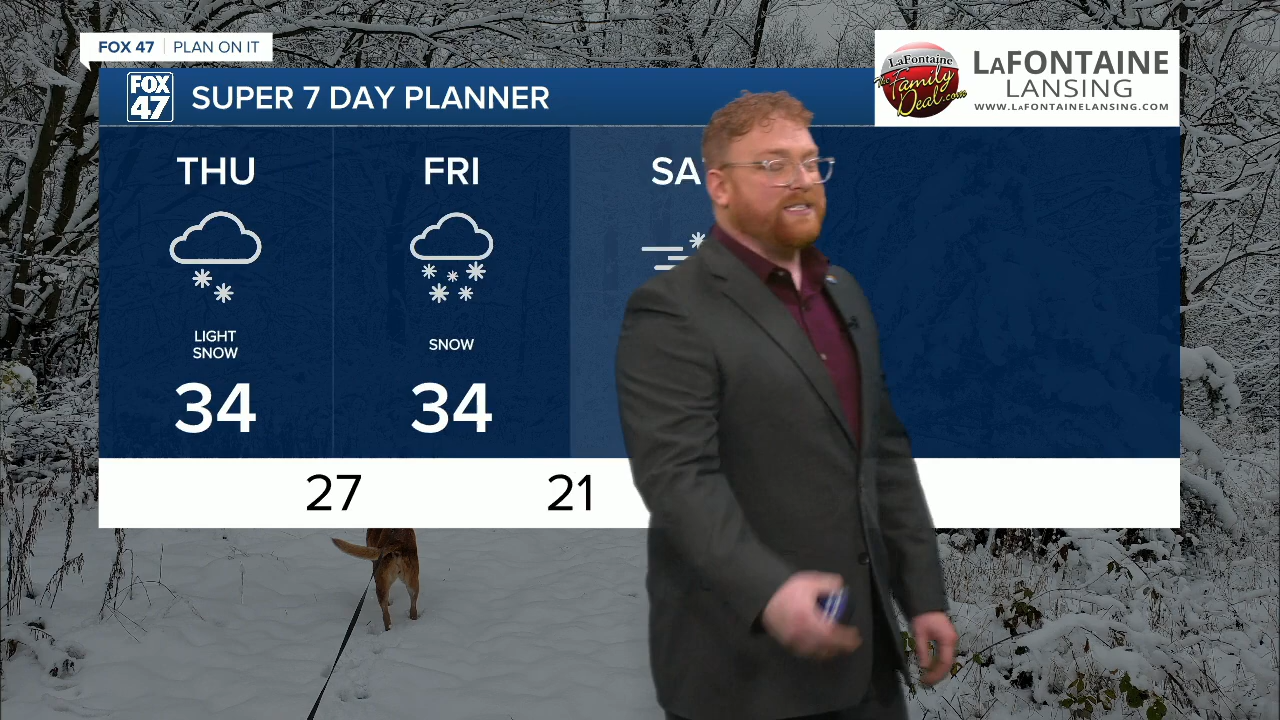 FOX 47 | PLAN ON IT
FOX
47
SUPER 7 DAY PLANNER
LaFontaine
The Family
Deal.com
LAFONTAINE
LANSING
WWW.LAFONTAINELANSING.COM
THU
FRI
SA
LIGHT
SNOW
SNOW
34
34
27
21